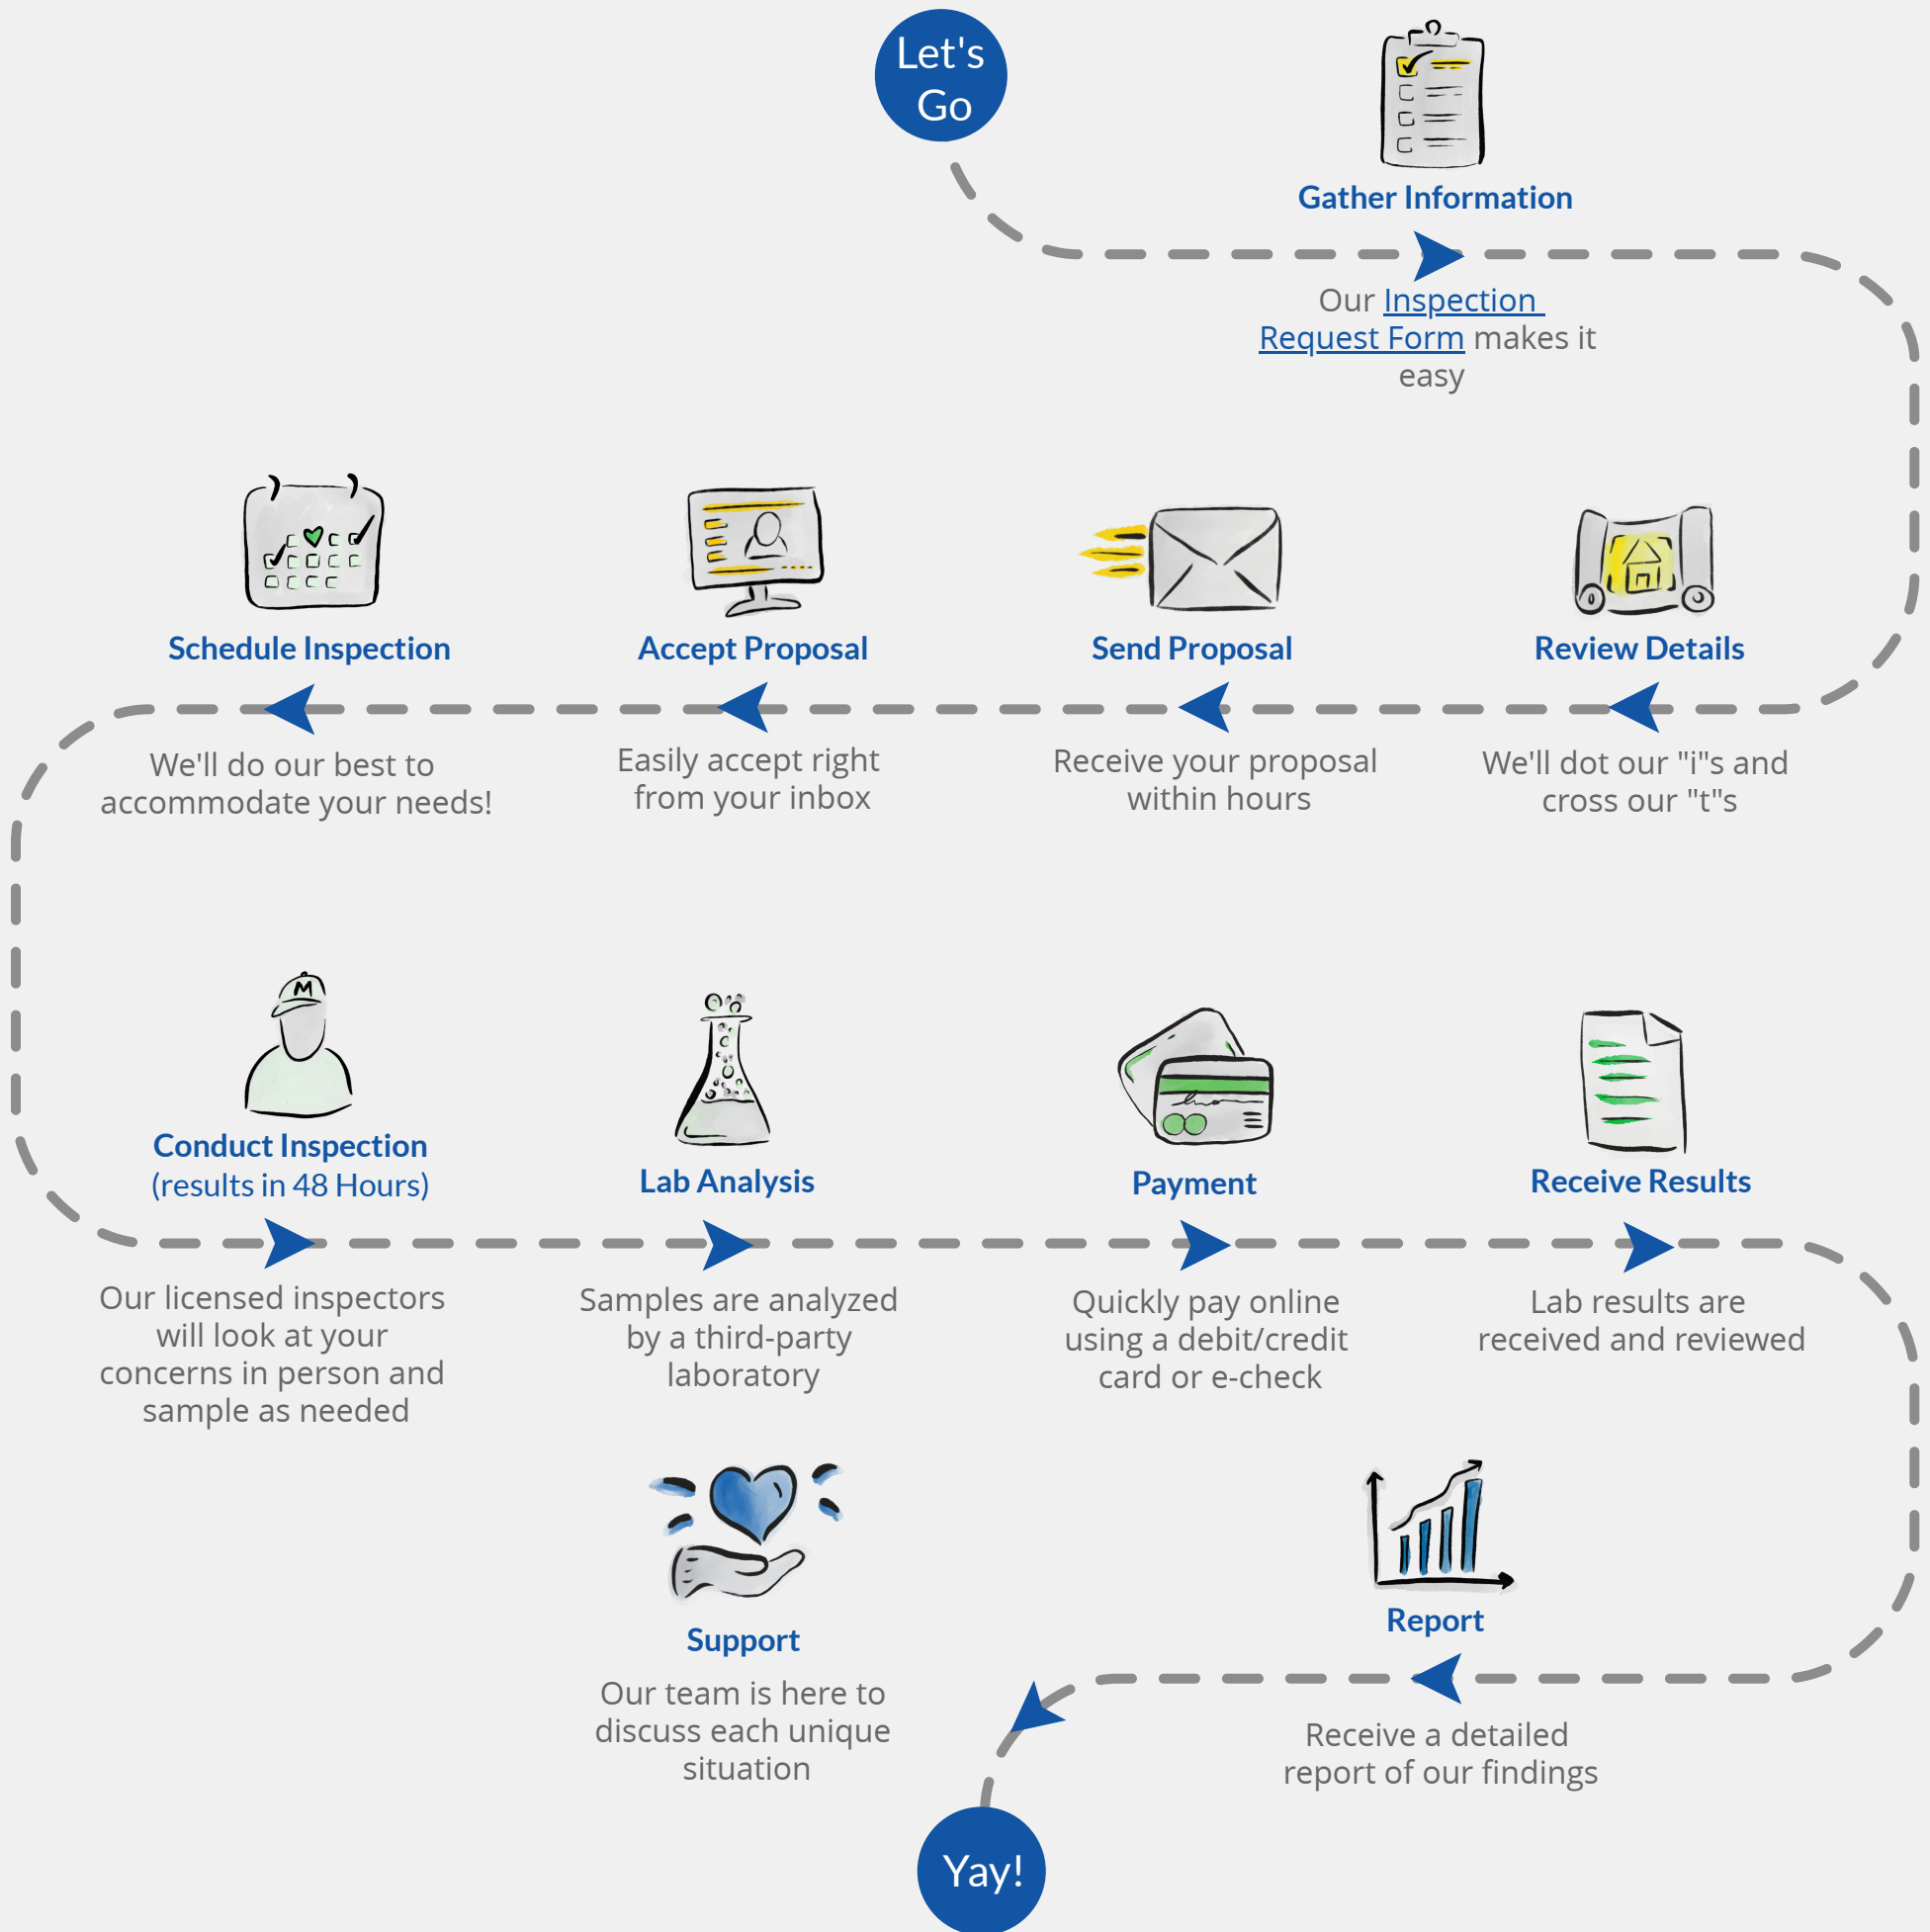 Let's
Go
Gather Information
Our Inspection
Request Form makes it
easy
Review Details
We'll dot our "i"s and
cross our "t"s
Send Proposal
Receive your proposal
within hours
Accept Proposal
Easily accept right
from your inbox
Schedule Inspection
We'll do our best to
accommodate your needs!
M
Conduct Inspection
(results in 48 Hours)
Our licensed inspectors
will look at your
concerns in person and
sample as needed
Lab Analysis
Samples are analyzed
by a third-party
laboratory
Payment
Quickly pay online
using a debit/credit
card or e-check
Receive Results
Lab results are
received and reviewed
Report
Receive a detailed
report of our findings
Support
Our team is here to
discuss each unique
situation
Yay!